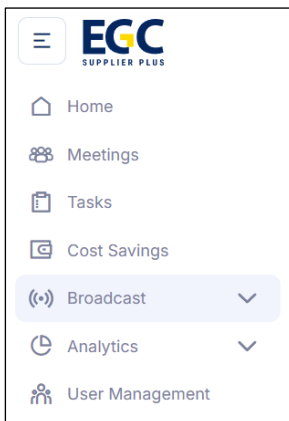 EGC
SUPPLIER PLUS
Home
Meetings
Tasks
Cost Savings
Broadcast
Analytics
User Management